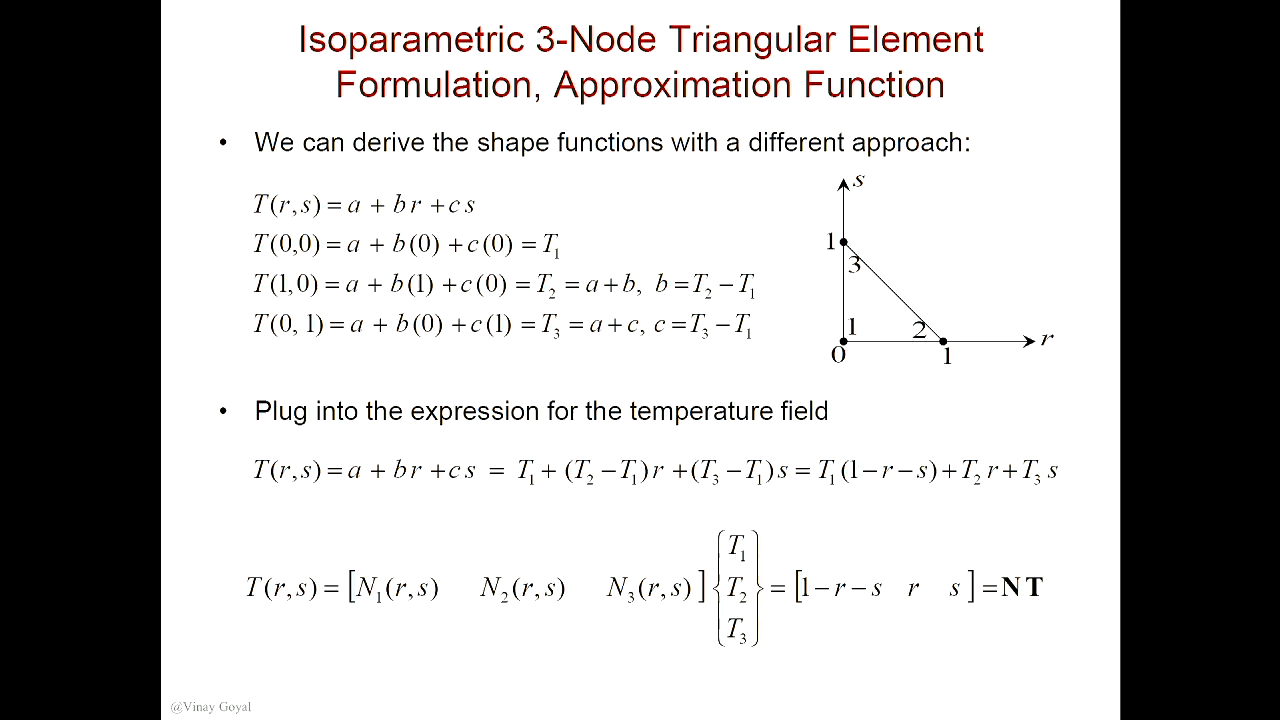 Isoparametric 3-Node Triangular Element
Formulation, Approximation Function
• We can derive the shape functions with a different approach:
T(r,s) = a + b r + c s
T(0,0) = a + b(0) + c(0) = T₁
T(1,0) = a + b(1) + c(0) = T₂ = a + b, b = T₂ − T₁
T(0, 1) = a + b(0) + c(1) = T₃ = a + c, c = T₃ − T₁
s
1
3
1
2
r
0
1
• Plug into the expression for the temperature field
T(r,s) = a + b r + c s = T₁ + (T₂ − T₁)r + (T₃ − T₁)s = T₁(1 − r − s) + T₂ r + T₃ s
T(r,s) = [N₁(r,s) N₂(r,s) N₃(r,s)] {T₁ T₂ T₃} = [1 − r − s r s] = N T
@Vinay Goyal